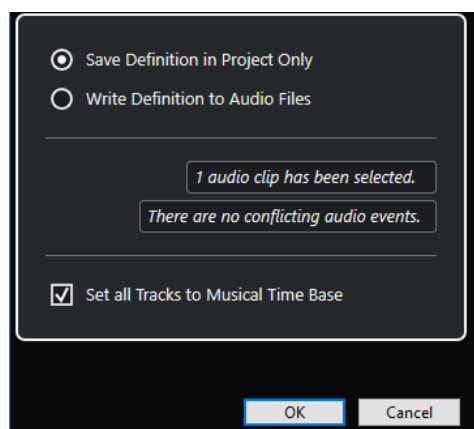 Save Definition in Project Only
Write Definition to Audio Files
1 audio clip has been selected.
There are no conflicting audio events.
Set all Tracks to Musical Time Base
OK Cancel